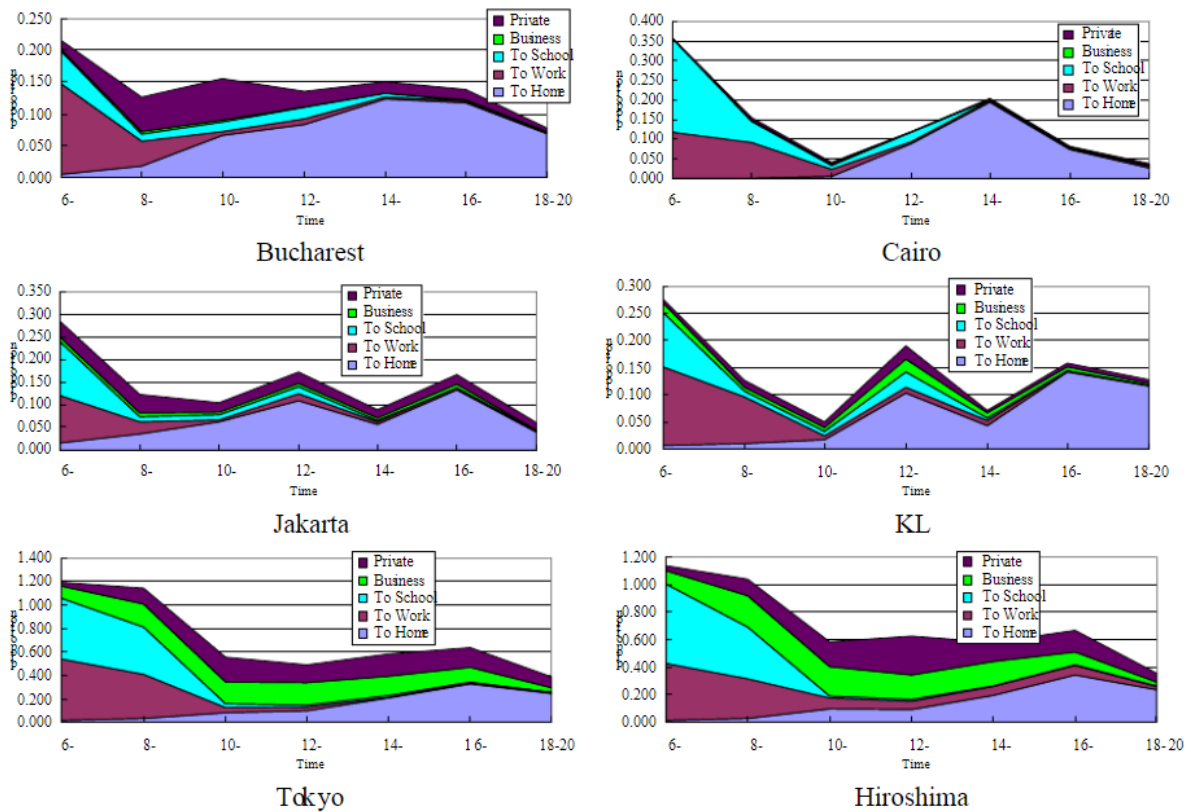 0.250
0.200
0.150
0.100
0.050
0.000
Private
Business
To School
To Work
To Home
6- 8- 10- 12- 14- 16- 18-20
Time
Bucharest
0.400
0.350
0.300
0.250
0.200
0.150
0.100
0.050
0.000
Private
Business
To School
To Work
To Home
6- 8- 10- 12- 14- 16- 18-20
Time
Cairo
0.350
0.300
0.250
0.200
0.150
0.100
0.050
0.000
Private
Business
To School
To Work
To Home
6- 8- 10- 12- 14- 16- 18-20
Time
Jakarta
0.300
0.250
0.200
0.150
0.100
0.050
0.000
Private
Business
To School
To Work
To Home
6- 8- 10- 12- 14- 16- 18-20
Time
KL
1.400
1.200
1.000
0.800
0.600
0.400
0.200
0.000
Private
Business
To School
To Work
To Home
6- 8- 10- 12- 14- 16- 18-20
Time
Tokyo
1.200
1.000
0.800
0.600
0.400
0.200
0.000
Private
Business
To School
To Work
To Home
6- 8- 10- 12- 14- 16- 18-20
Time
Hiroshima